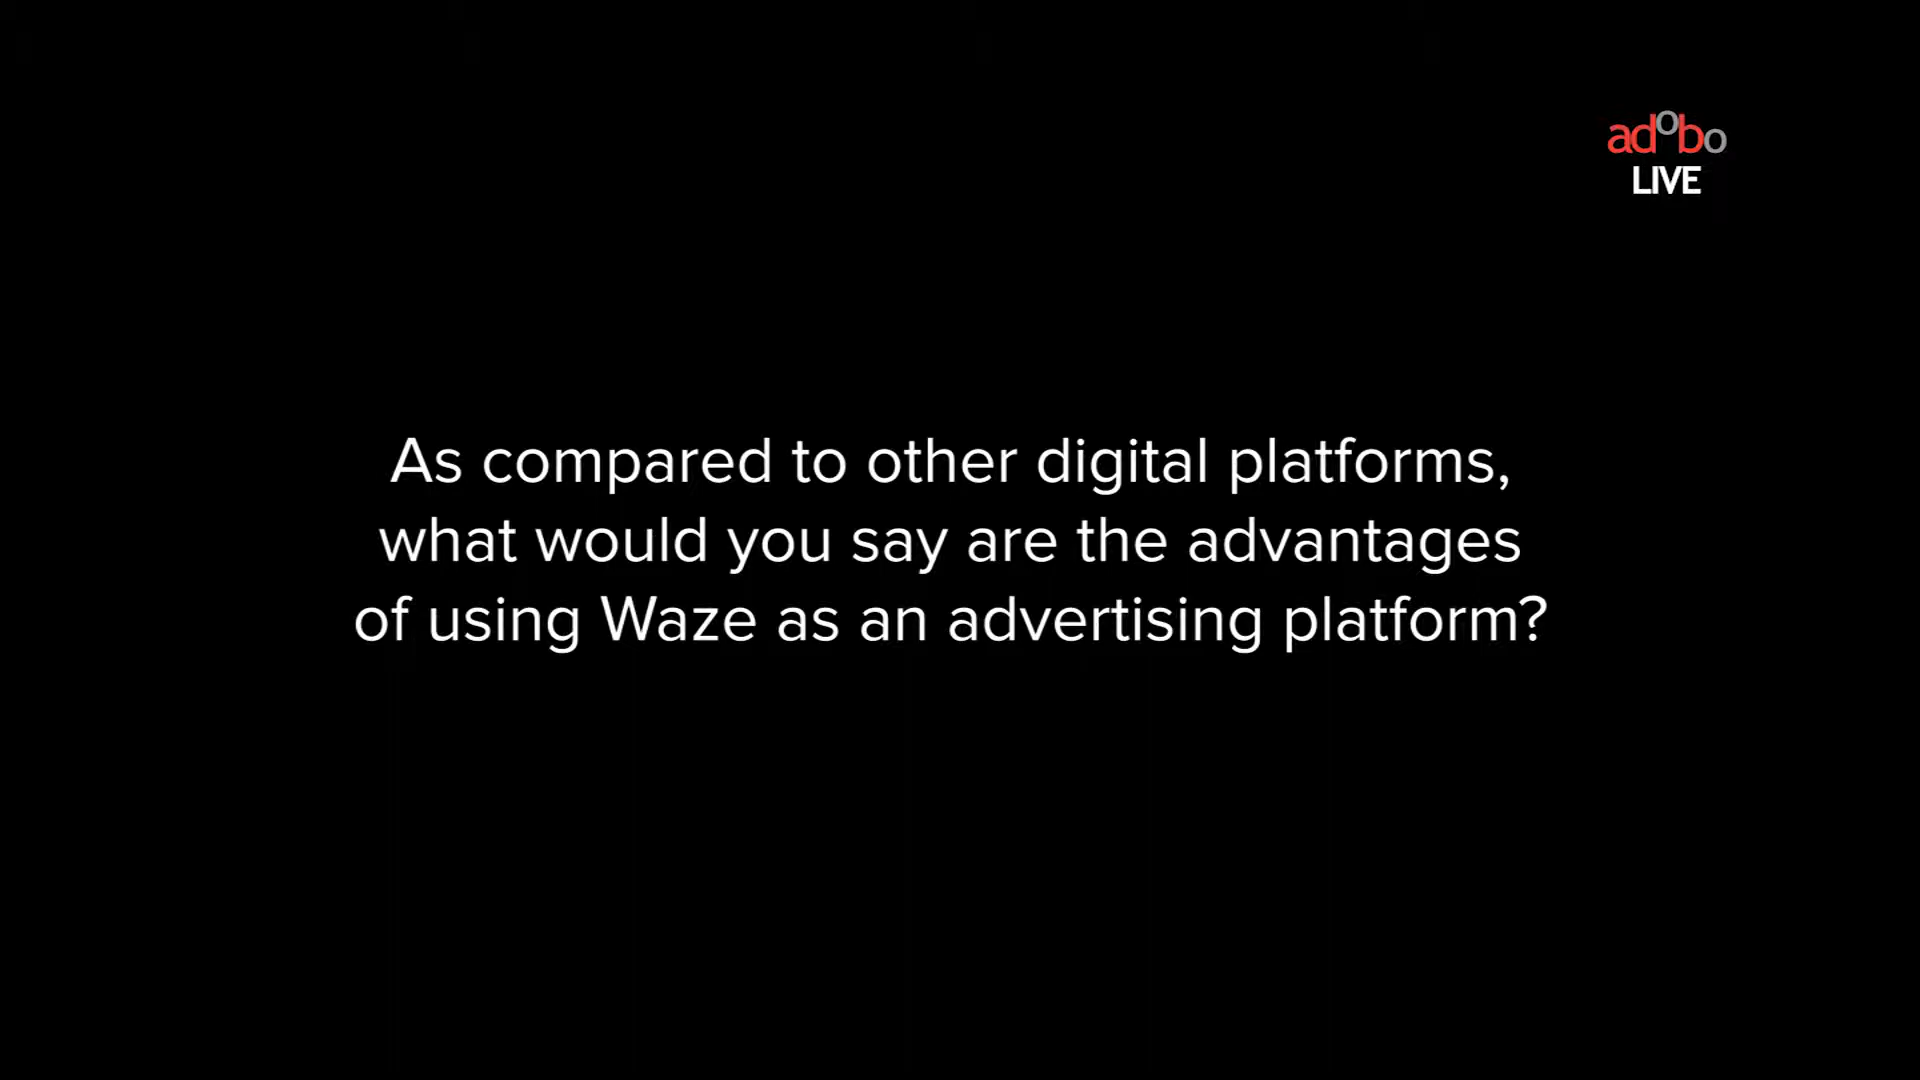 adobo
LIVE
As compared to other digital platforms,
what would you say are the advantages
of using Waze as an advertising platform?